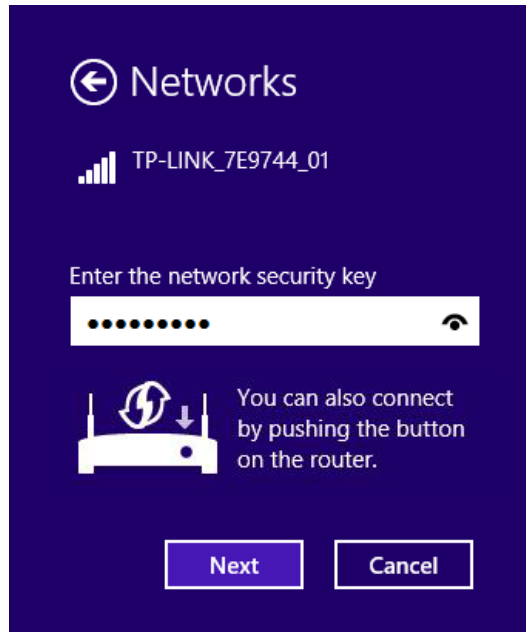 Networks
TP-LINK_7E9744_01
Enter the network security key
•••••••••
You can also connect
by pushing the button
on the router.
Next
Cancel